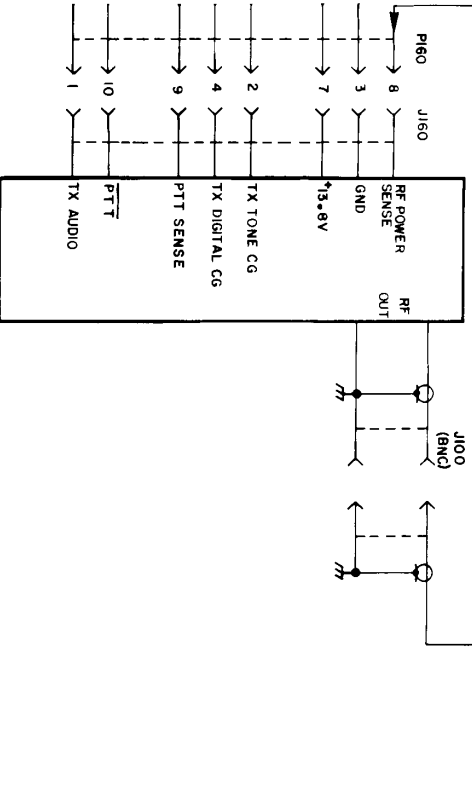 P160
J160
8
3
7
2
4
9
10
1
RF POWER
SENSE
GND
+13.8V
TX TONE CG
TX DIGITAL CG
PTT SENSE
PTT
TX AUDIO
RF
OUT
J100
(BNC)